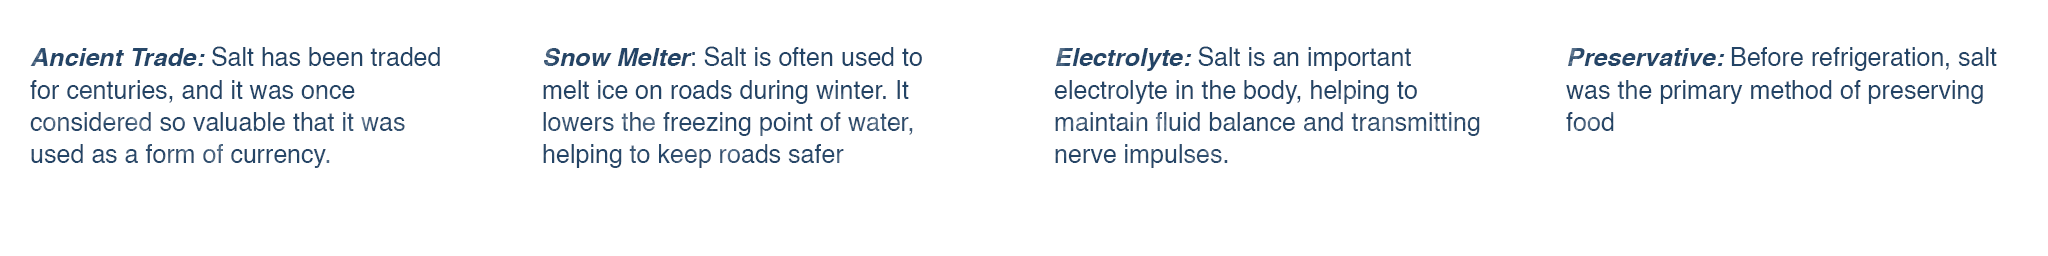 Ancient Trade: Salt has been traded
for centuries, and it was once
considered so valuable that it was
used as a form of currency.
Snow Melter: Salt is often used to
melt ice on roads during winter. It
lowers the freezing point of water,
helping to keep roads safer
Electrolyte: Salt is an important
electrolyte in the body, helping to
maintain fluid balance and transmitting
nerve impulses.
Preservative: Before refrigeration, salt
was the primary method of preserving
food